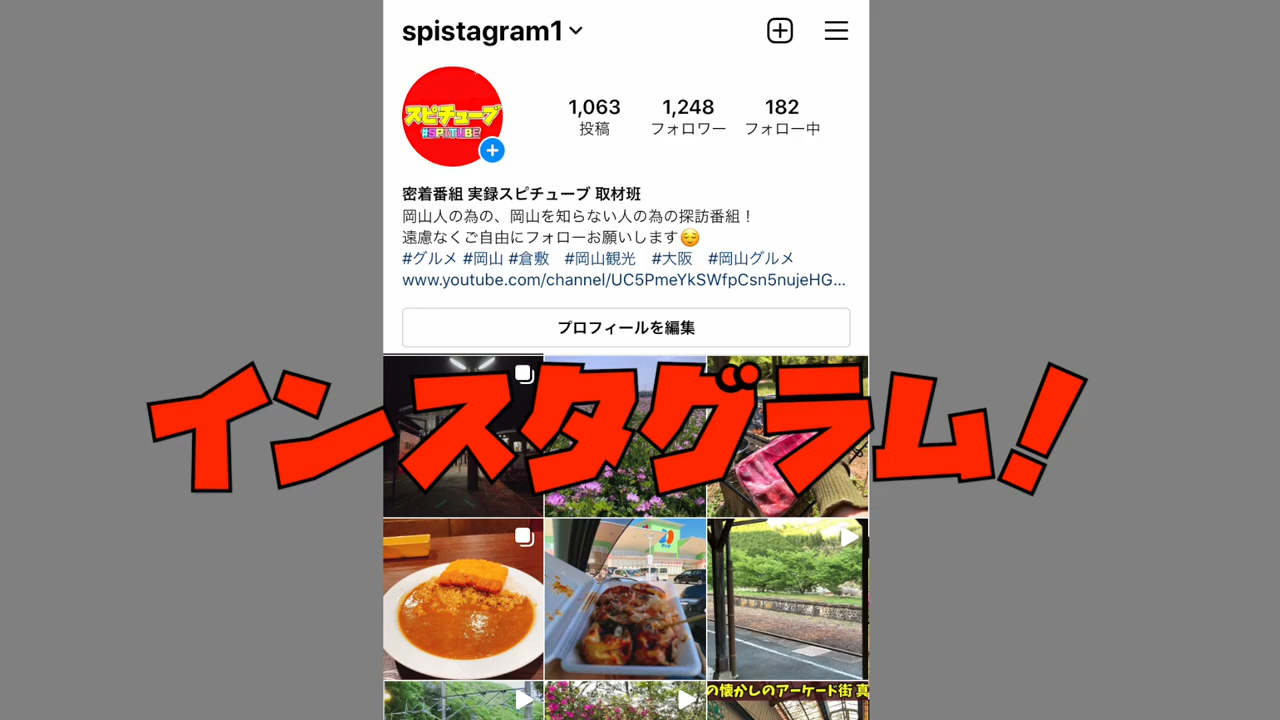 spistagram1
スピチューブ
#SPITUBE
1,063 1,248 182
投稿 フォロワー フォロー中
密着番組 実録スピチューブ 取材班
岡山人の為の、岡山を知らない人の為の探訪番組！
遠慮なくご自由にフォローお願いします😌
#グルメ #岡山 #倉敷　#岡山観光　#大阪　#岡山グルメ
www.youtube.com/channel/UC5PmeYkSWfpCsn5nujeHG...
プロフィールを編集
インスタグラム！
の懐かしのアーケード街 真